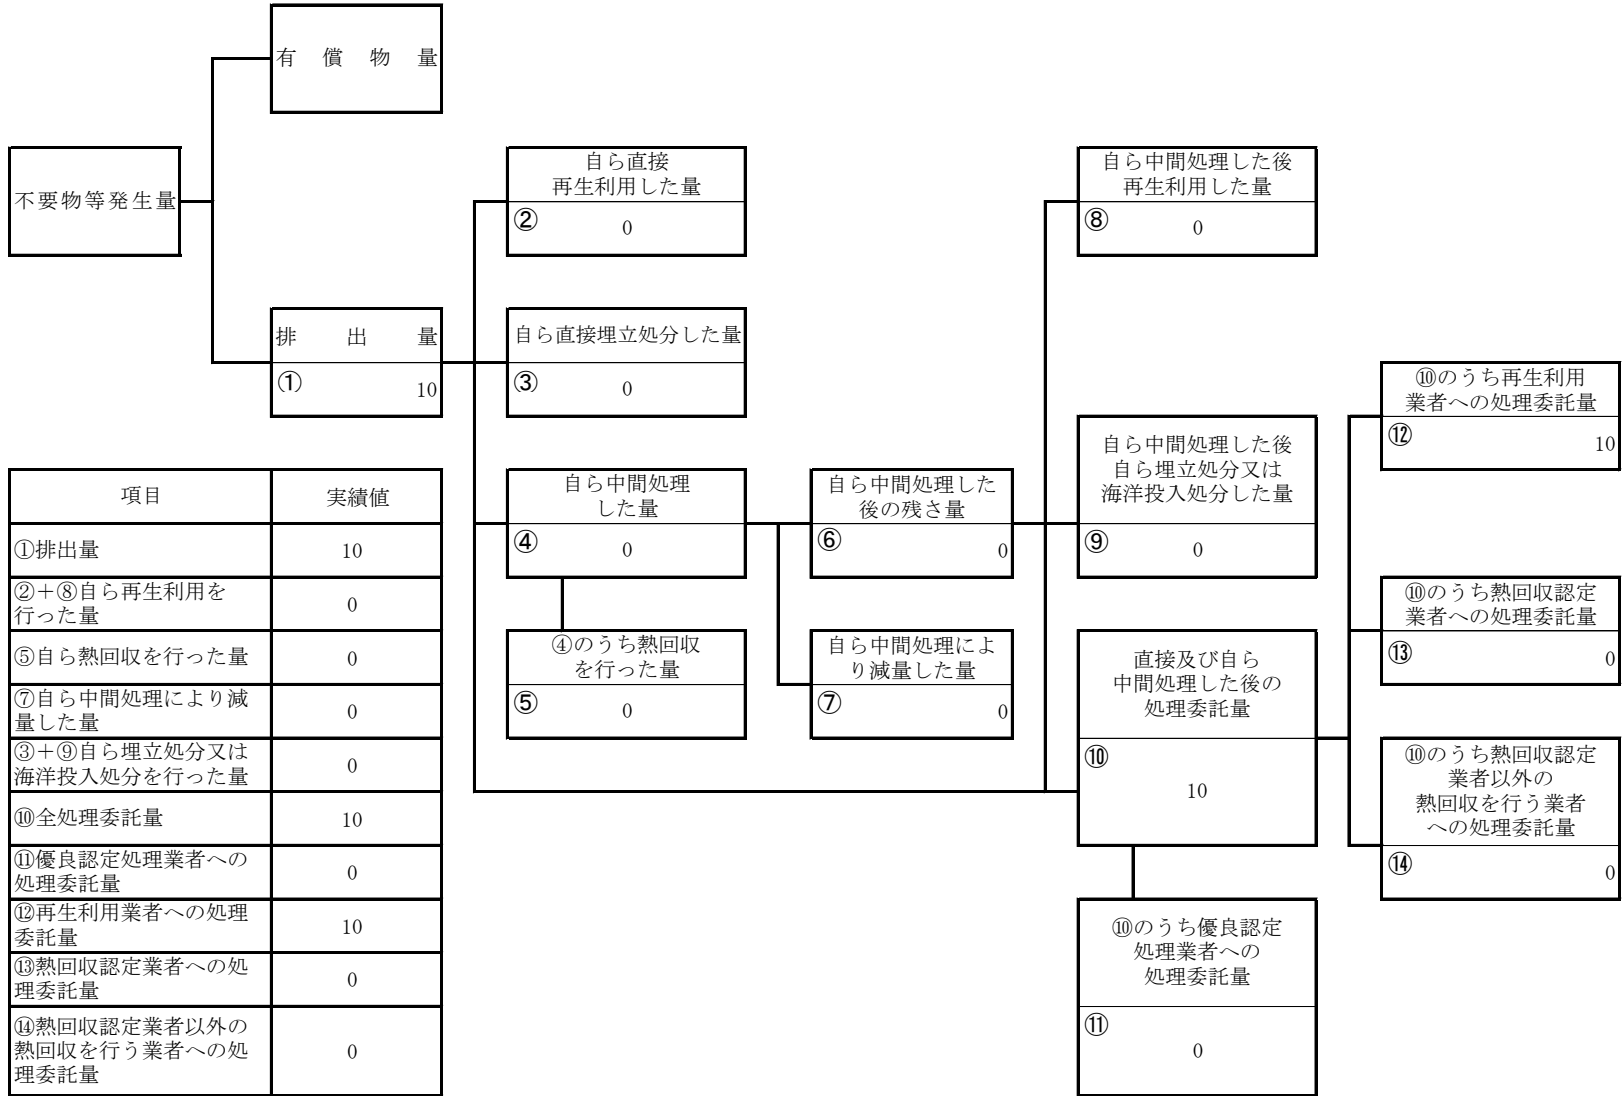 有償物量
不要物等発生量
排出量
①
10
自ら直接
再生利用した量
②
0
自ら直接埋立処分した量
③
0
自ら中間処理
した量
④
0
④のうち熱回収
を行った量
⑤
0
自ら中間処理した
後の残さ量
⑥
0
自ら中間処理によ
り減量した量
⑦
0
自ら中間処理した後
再生利用した量
⑧
0
自ら中間処理した後
自ら埋立処分又は
海洋投入処分した量
⑨
0
直接及び自ら
中間処理した後の
処理委託量
⑩
10
⑩のうち優良認定
処理業者への
処理委託量
⑪
0
⑩のうち再生利用
業者への処理委託量
⑫
10
⑩のうち熱回収認定
業者への処理委託量
⑬
0
⑩のうち熱回収認定
業者以外の
熱回収を行う業者
への処理委託量
⑭
0
項目
実績値
①排出量
10
②+⑧自ら再生利用を
行った量
0
⑤自ら熱回収を行った量
0
⑦自ら中間処理により減
量した量
0
③+⑨自ら埋立処分又は
海洋投入処分を行った量
0
⑩全処理委託量
10
⑪優良認定処理業者への
処理委託量
0
⑫再生利用業者への処理
委託量
10
⑬熱回収認定業者への処
理委託量
0
⑭熱回収認定業者以外の
熱回収を行う業者への処
理委託量
0